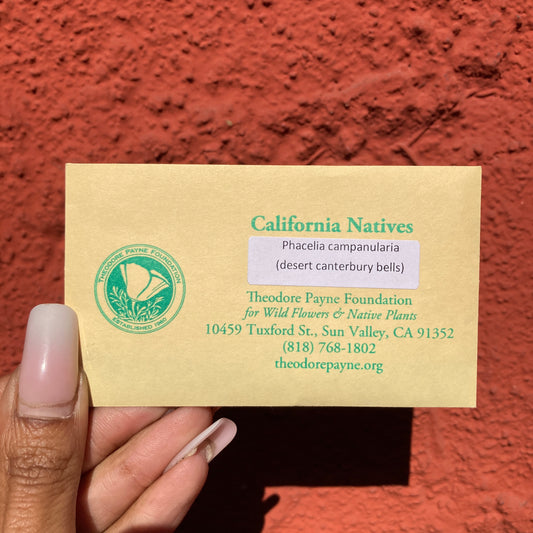 California Natives
Phacelia campanularia
(desert canterbury bells)
THEODORE PAYNE FOUNDATION
ESTABLISHED 1960
Theodore Payne Foundation
for Wild Flowers & Native Plants
10459 Tuxford St., Sun Valley, CA 91352
(818) 768-1802
theodorepayne.org